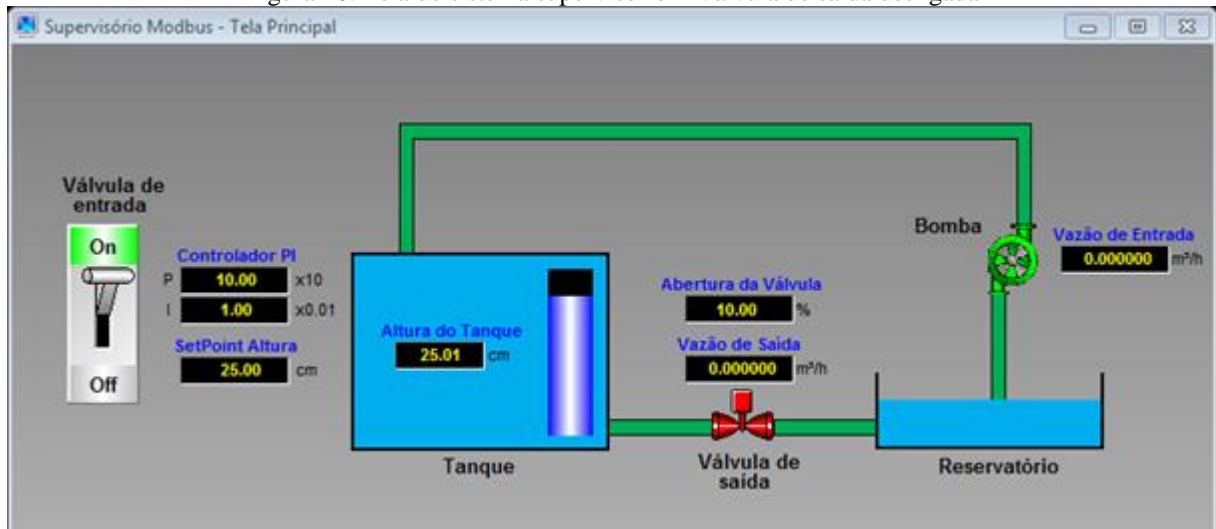 Supervisório Modbus - Tela Principal
Válvula de
entrada
On
Off
Controlador PI
P 10.00 x10
I 1.00 x0.01
SetPoint Altura
25.00 cm
Altura do Tanque
25.01 cm
Tanque
Abertura da Válvula
10.00 %
Vazão de Saída
0.000000 m³/h
Válvula de
saída
Bomba
Vazão de Entrada
0.000000 m³/h
Reservatório